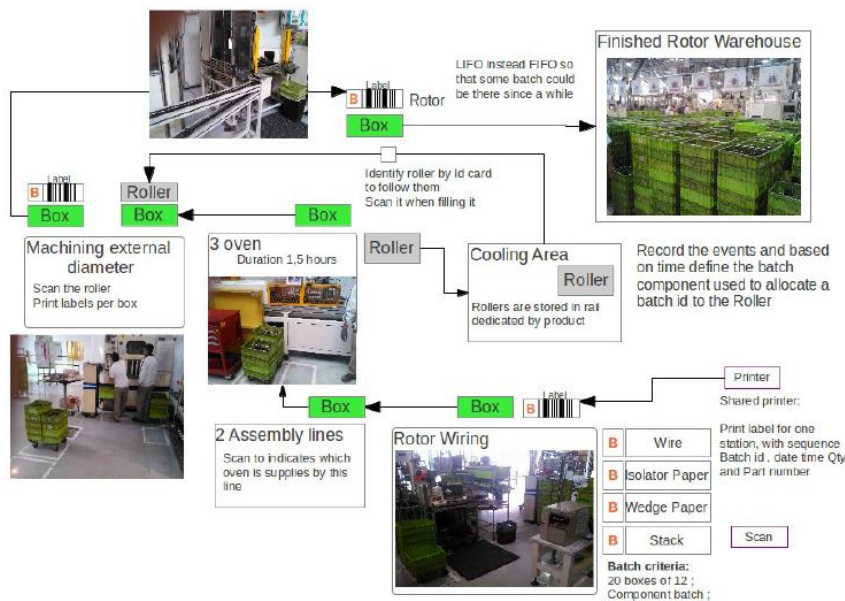 LIFO instead FIFO so
that some batch could
be there since a while
Finished Rotor Warehouse
Label
B
Rotor
Box
Identify roller by Id card
to follow them
Scan it when filling it
Label
B
Box
Roller
Box
Box
Machining external
diameter
Scan the roller
Print labels per box
3 oven
Duration 1,5 hours
Roller
Cooling Area
Roller
Rollers are stored in rail
dedicated by product
Record the events and based
on time define the batch
component used to allocate a
batch id to the Roller
Box
Box
Label
B
Printer
Shared printer:
Print label for one
station, with sequence
Batch id , date time Qty
and Part number
2 Assembly lines
Scan to indicates which
oven is supplies by this
line
Rotor Wiring
B Wire
B Isolator Paper
B Wedge Paper
B Stack
Scan
Batch criteria:
20 boxes of 12 ;
Component batch ;